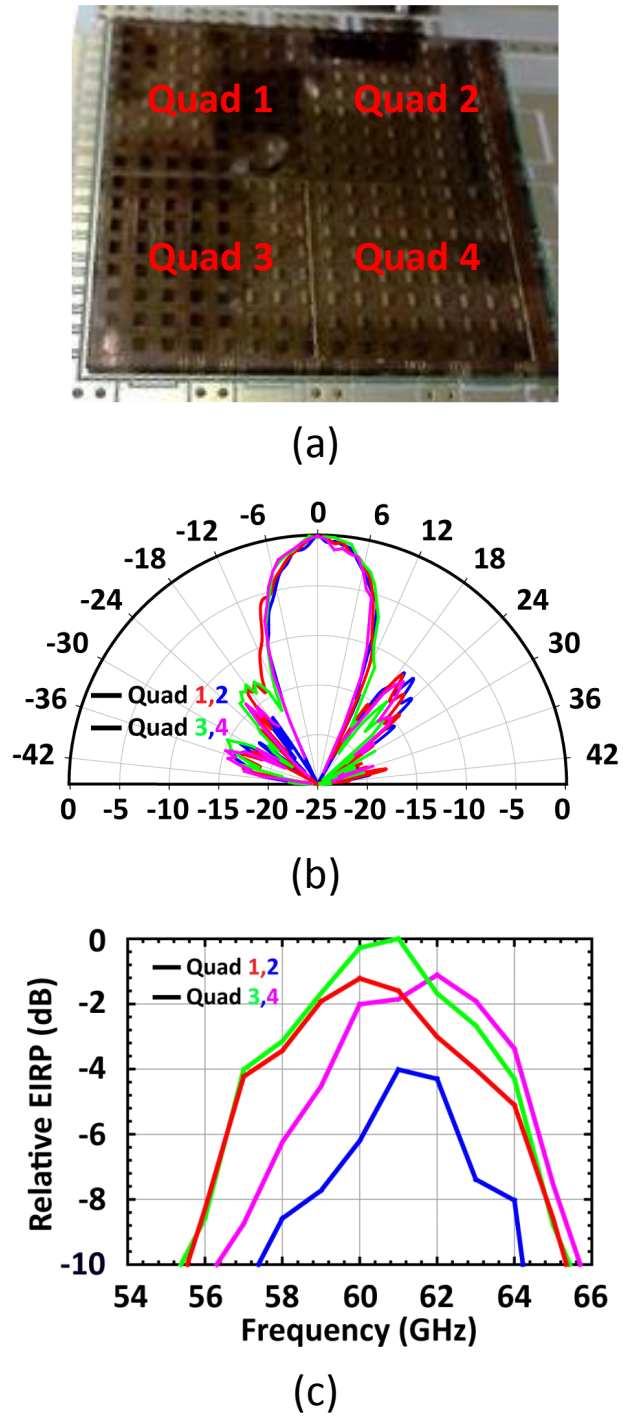 Quad 1 Quad 2
Quad 3 Quad 4
(a)
0
-6 6
-12 12
-18 18
-24 24
-30 30
-36 36
-42 42
Quad 1,2
Quad 3,4
0 -5 -10 -15 -20 -25 -20 -15 -10 -5 0
(b)
0
-2
-4
-6
-8
-10
Relative EIRP (dB)
Quad 1,2
Quad 3,4
54 56 58 60 62 64 66
Frequency (GHz)
(c)